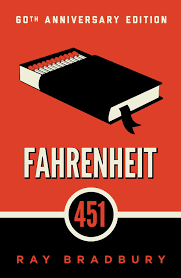 60TH ANNIVERSARY EDITION
FAHRENHEIT
451
RAY BRADBURY